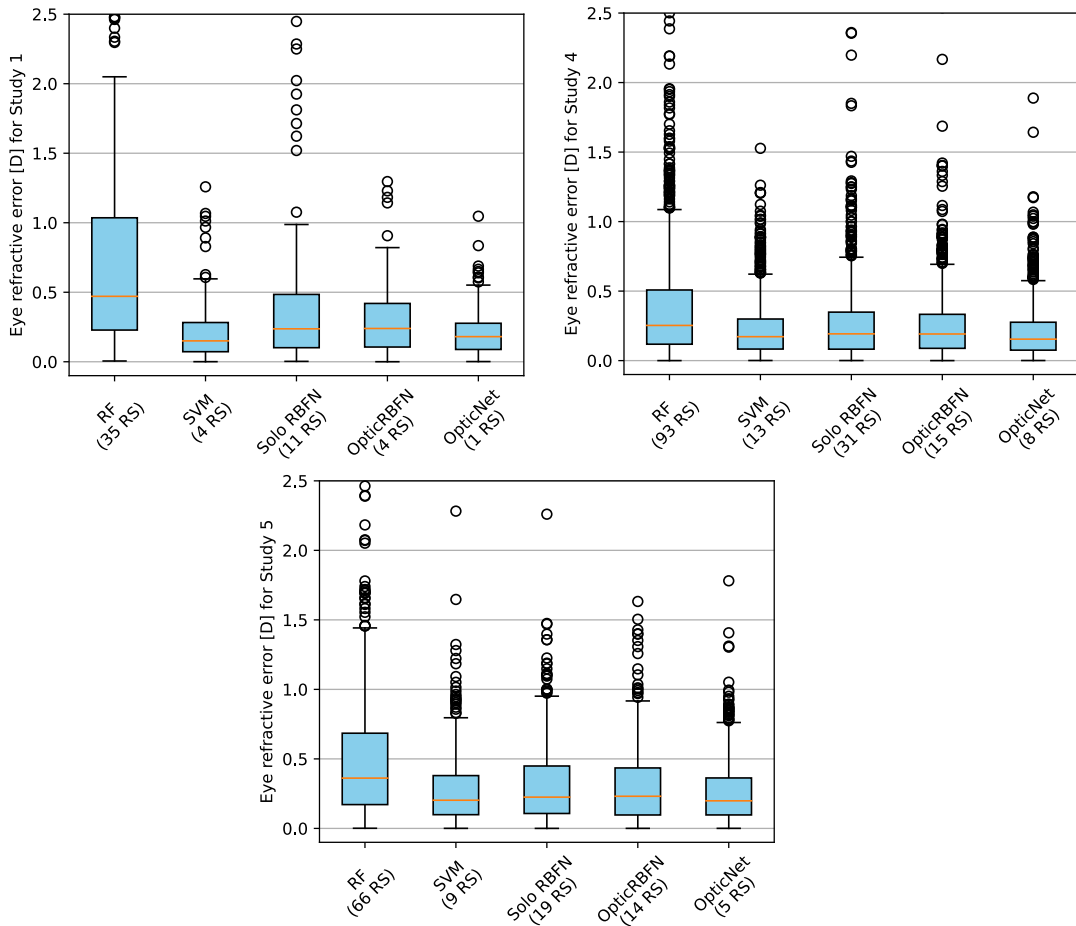 Eye refractive error [D] for Study 1
2.5
2.0
1.5
1.0
0.5
0.0
RF
(35 RS)
SVM
(4 RS)
Solo RBFN
(11 RS)
OpticRBFN
(4 RS)
OpticNet
(1 RS)
Eye refractive error [D] for Study 4
2.5
2.0
1.5
1.0
0.5
0.0
RF
(93 RS)
SVM
(13 RS)
Solo RBFN
(31 RS)
OpticRBFN
(15 RS)
OpticNet
(8 RS)
Eye refractive error [D] for Study 5
2.5
2.0
1.5
1.0
0.5
0.0
RF
(66 RS)
SVM
(9 RS)
Solo RBFN
(19 RS)
OpticRBFN
(14 RS)
OpticNet
(5 RS)